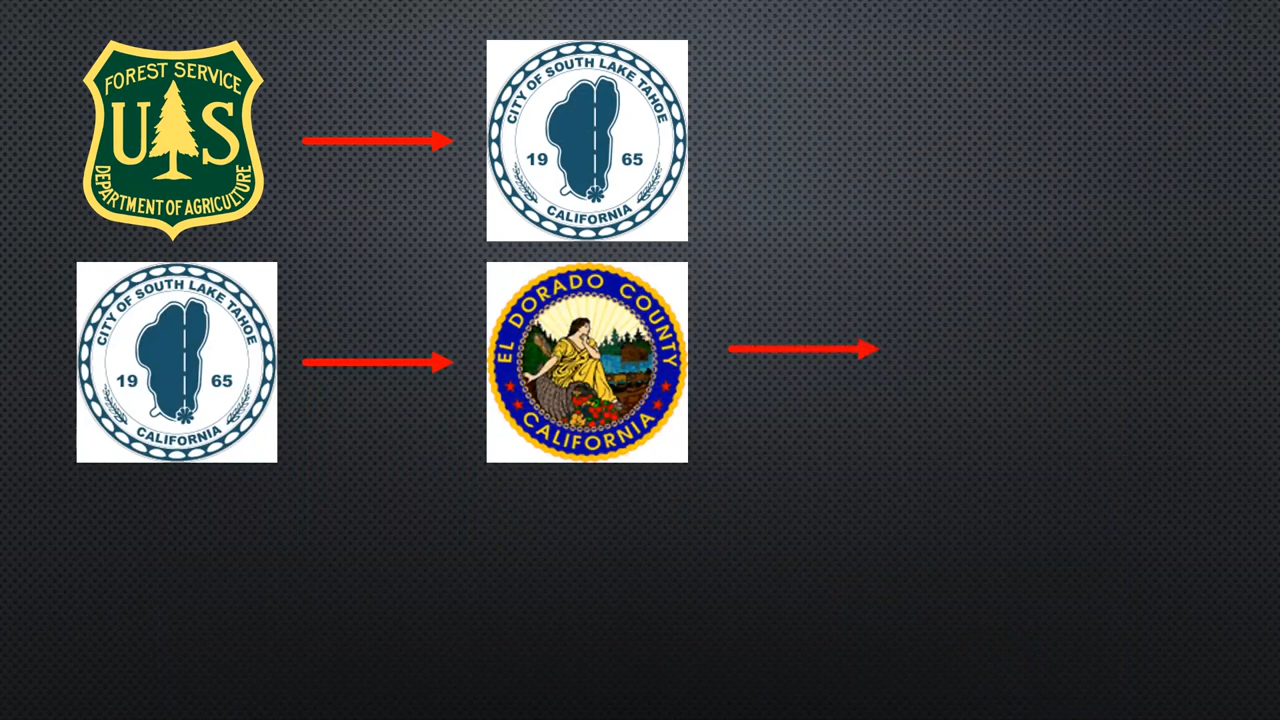 FOREST SERVICE
U S
DEPARTMENT OF AGRICULTURE
CITY OF SOUTH LAKE TAHOE
19 65
CALIFORNIA
CITY OF SOUTH LAKE TAHOE
19 65
CALIFORNIA
EL DORADO COUNTY
CALIFORNIA